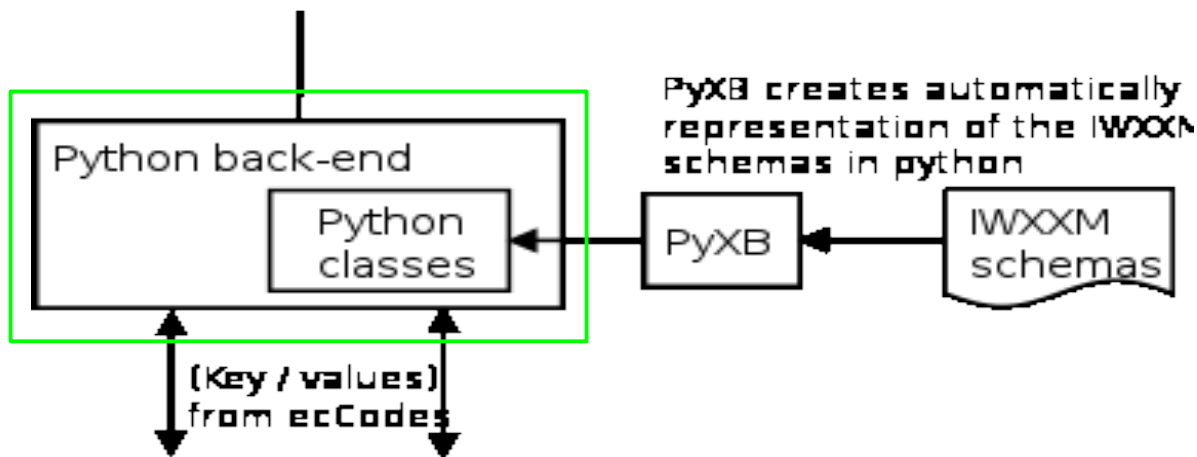 PyXB creates automatically
representation of the IWXXM
schemas in python
Python back-end
Python
classes
PyXB
IWXXM
schemas
(Key / values)
from ecCodes